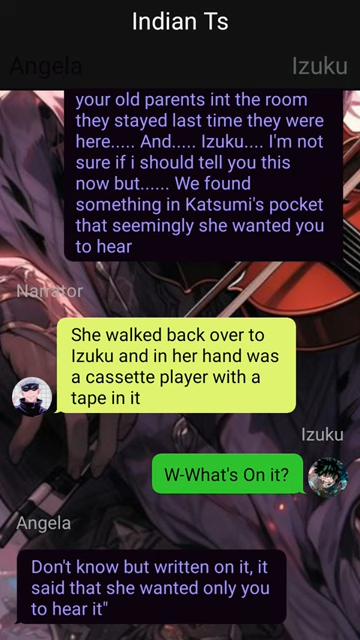 Indian Ts
Angela
Izuku
your old parents int the room
they stayed last time they were
here..... And..... Izuku.... I'm not
sure if i should tell you this
now but...... We found
something in Katsumi's pocket
that seemingly she wanted you
to hear
Narrator
She walked back over to
Izuku and in her hand was
a cassette player with a
tape in it
Izuku
W-What's On it?
Angela
Don't know but written on it, it
said that she wanted only you
to hear it"